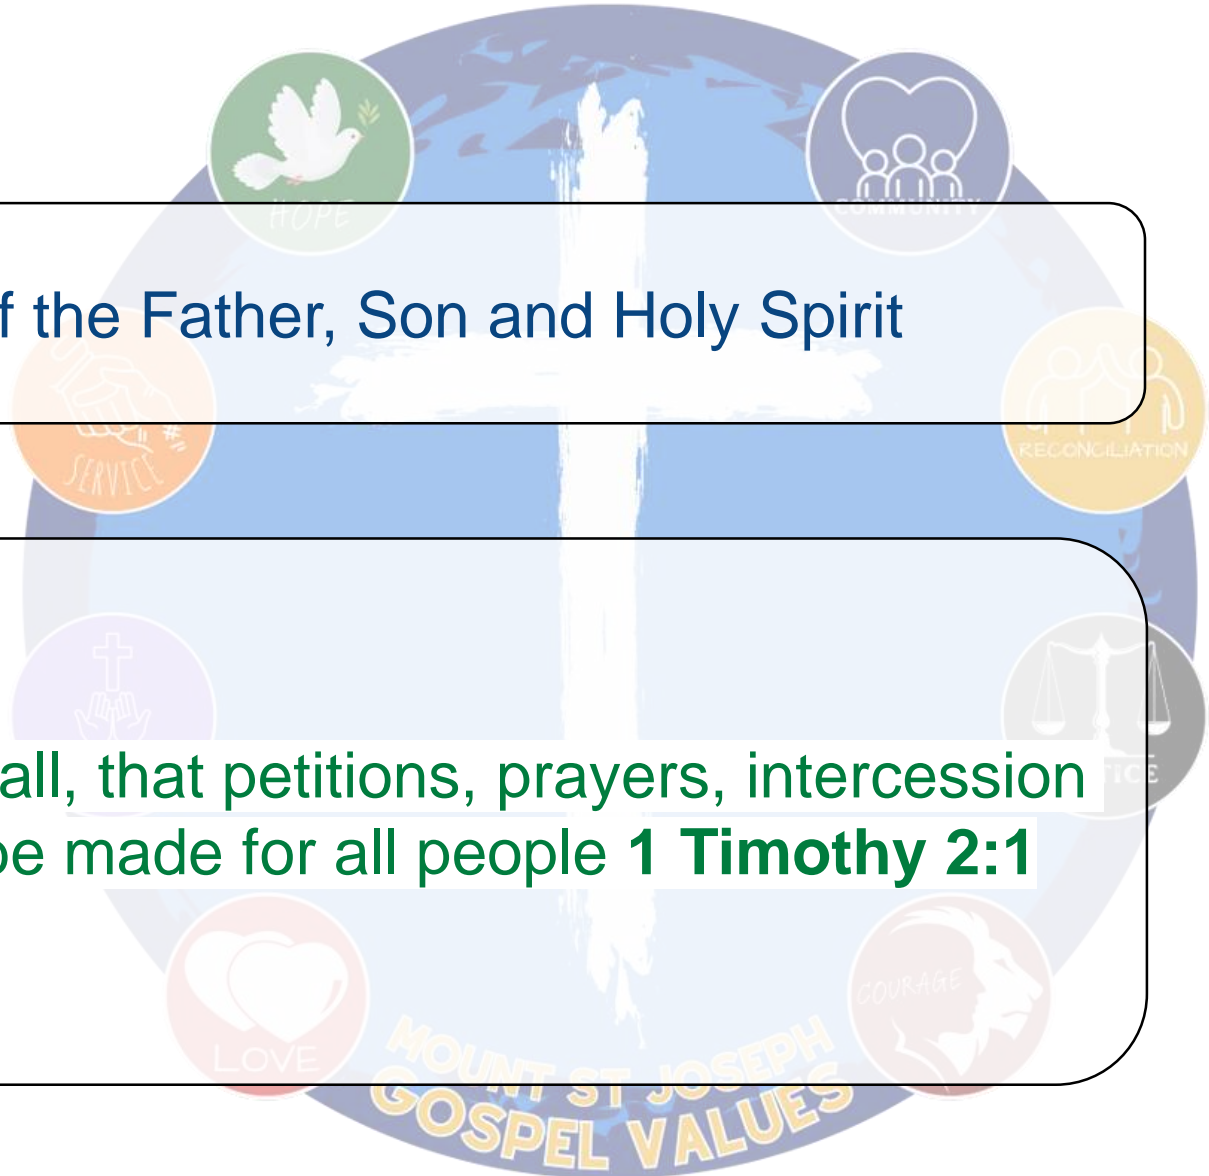 HOPE
COMMUNITY
f the Father, Son and Holy Spirit
SERVICE
RECONCILIATION
all, that petitions, prayers, intercession
be made for all people 1 Timothy 2:1
LOVE
COURAGE
MOUNT ST JOSEPH
GOSPEL VALUES